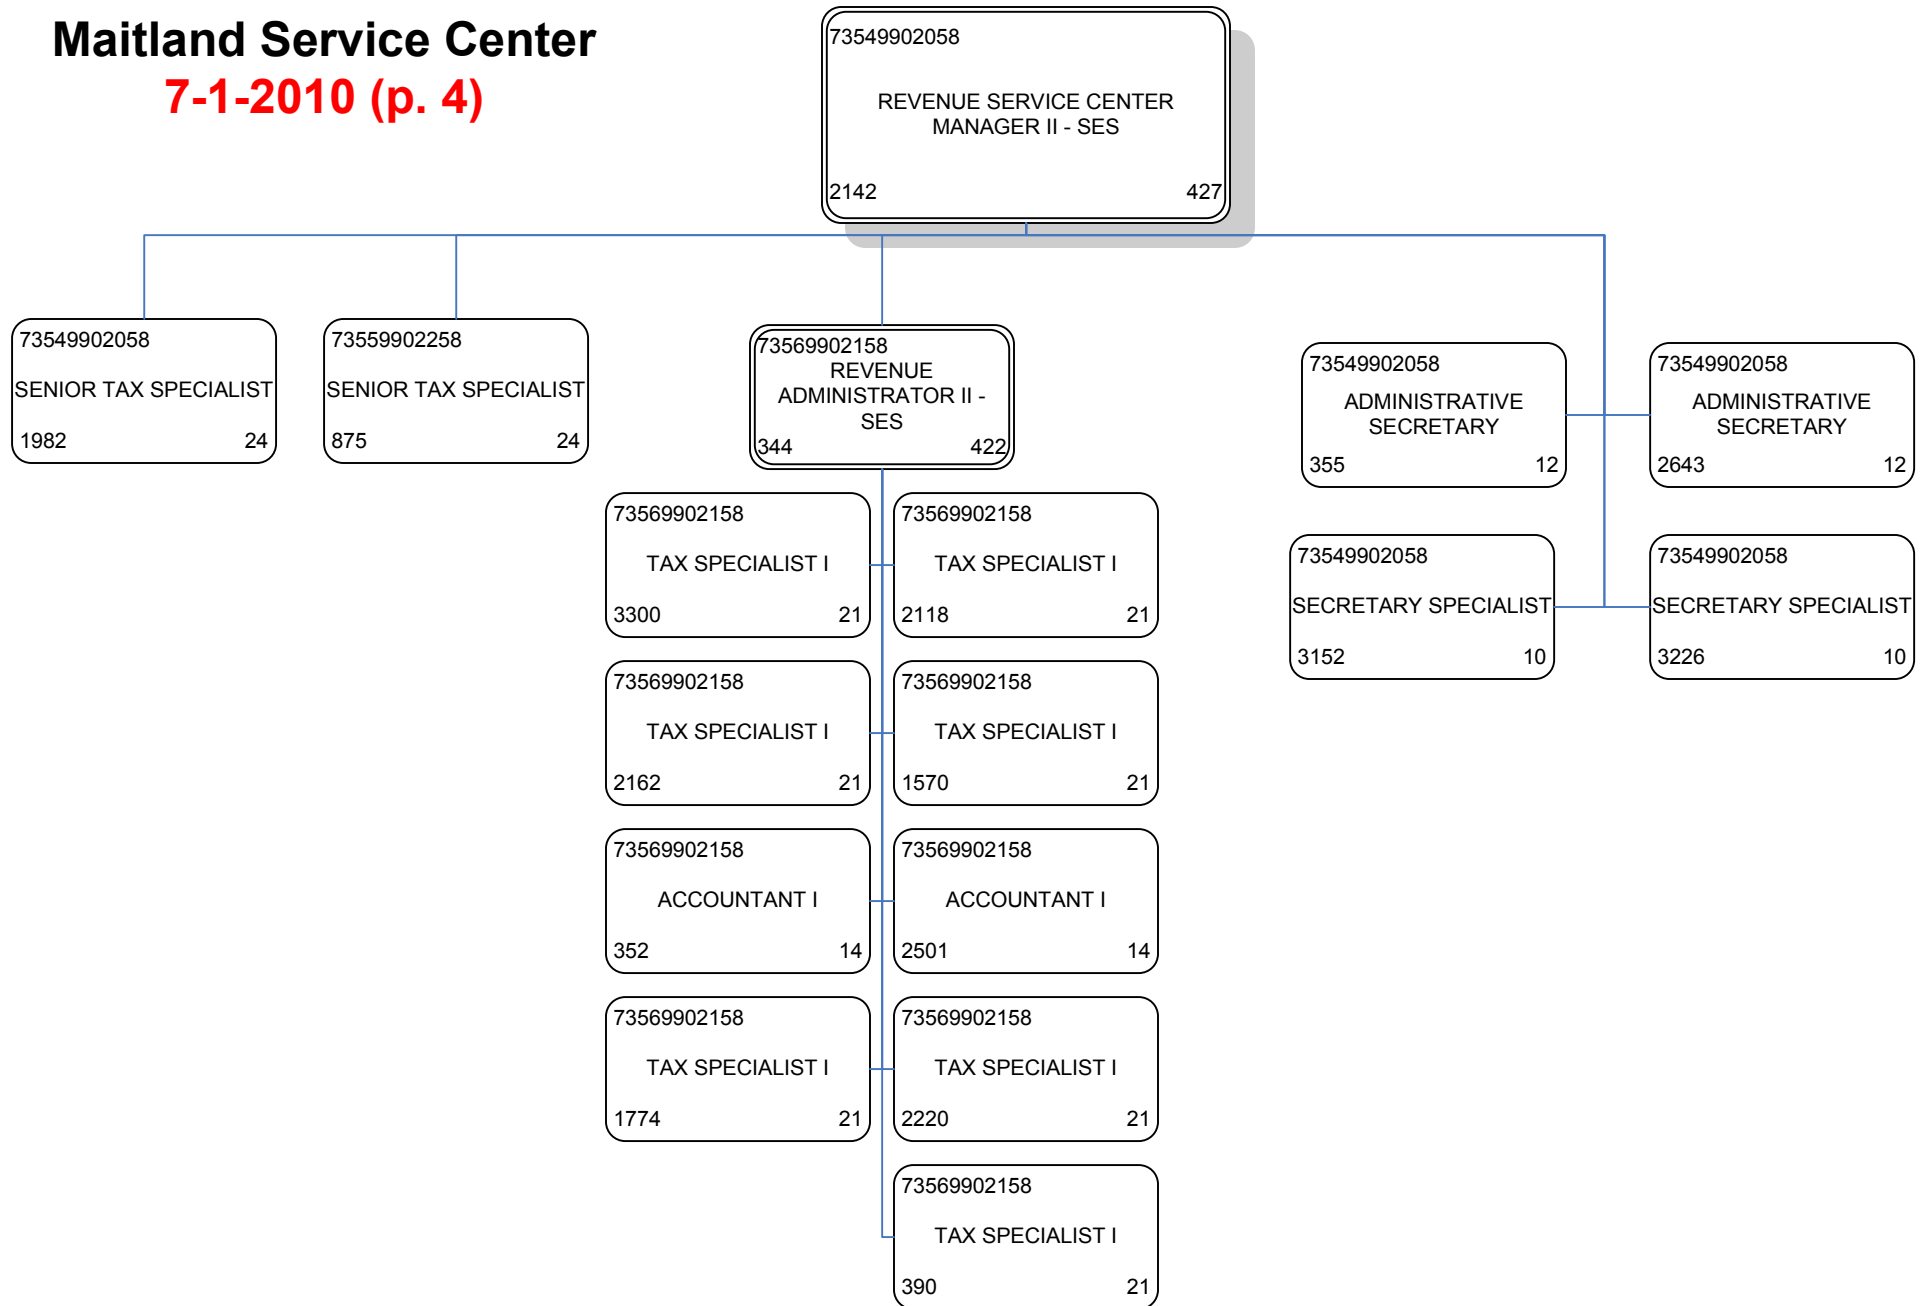 Maitland Service Center
7-1-2010 (p. 4)
73549902058
REVENUE SERVICE CENTER
MANAGER II - SES
2142 427
73549902058
SENIOR TAX SPECIALIST
1982 24
73559902258
SENIOR TAX SPECIALIST
875 24
73569902158
REVENUE
ADMINISTRATOR II -
SES
344 422
73549902058
ADMINISTRATIVE
SECRETARY
355 12
73549902058
ADMINISTRATIVE
SECRETARY
2643 12
73569902158
TAX SPECIALIST I
3300 21
73569902158
TAX SPECIALIST I
2118 21
73549902058
SECRETARY SPECIALIST
3152 10
73549902058
SECRETARY SPECIALIST
3226 10
73569902158
TAX SPECIALIST I
2162 21
73569902158
TAX SPECIALIST I
1570 21
73569902158
ACCOUNTANT I
352 14
73569902158
ACCOUNTANT I
2501 14
73569902158
TAX SPECIALIST I
1774 21
73569902158
TAX SPECIALIST I
2220 21
73569902158
TAX SPECIALIST I
390 21